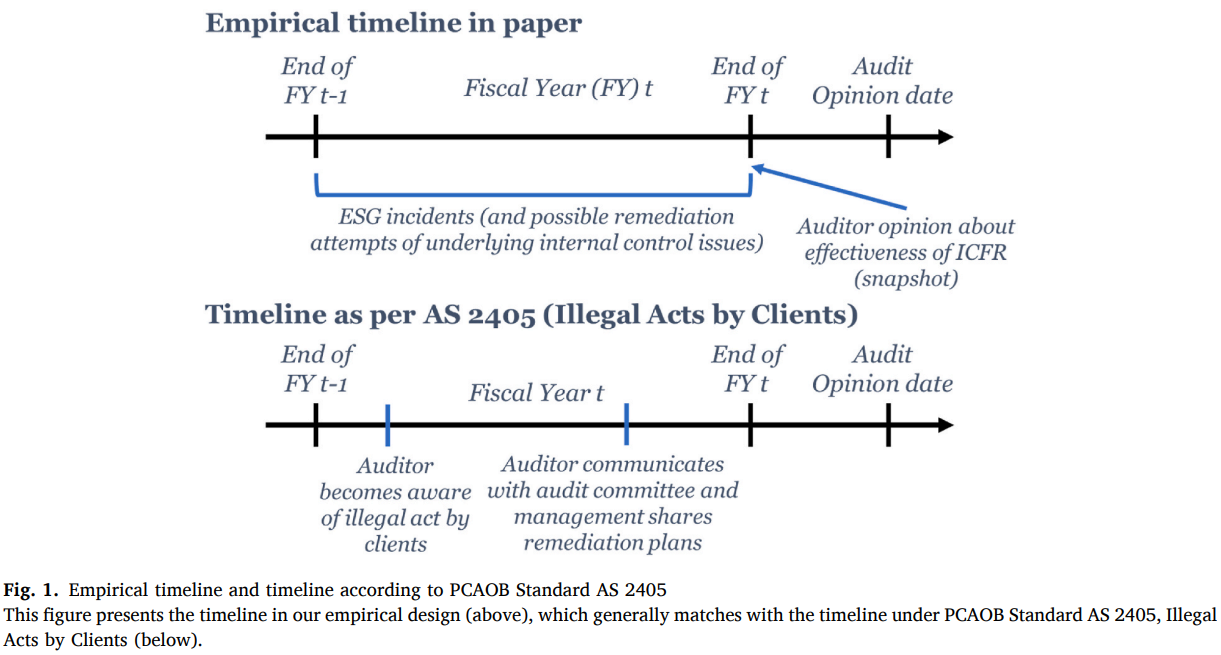 Empirical timeline in paper
End of
FY t-1
Fiscal Year (FY) t
End of
FY t
Audit
Opinion date
ESG incidents (and possible remediation
attempts of underlying internal control issues)
Auditor opinion about
effectiveness of ICFR
(snapshot)
Timeline as per AS 2405 (Illegal Acts by Clients)
End of
FY t-1
Fiscal Year t
End of
FY t
Audit
Opinion date
Auditor
becomes aware
of illegal act by
clients
Auditor communicates
with audit committee and
management shares
remediation plans
Fig. 1. Empirical timeline and timeline according to PCAOB Standard AS 2405
This figure presents the timeline in our empirical design (above), which generally matches with the timeline under PCAOB Standard AS 2405, Illegal
Acts by Clients (below).